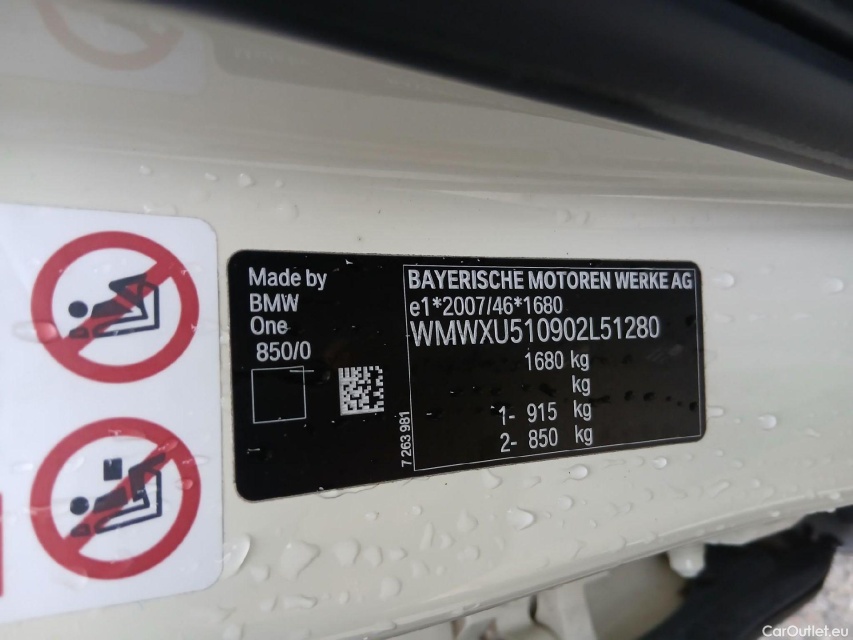 Made by
BMW
One
850/0
BAYERISCHE MOTOREN WERKE AG
e1*2007/46*1680
WMWXU510902L51280
1680 kg
kg
1- 915 kg
2- 850 kg
7 263 981
CarOutlet.eu